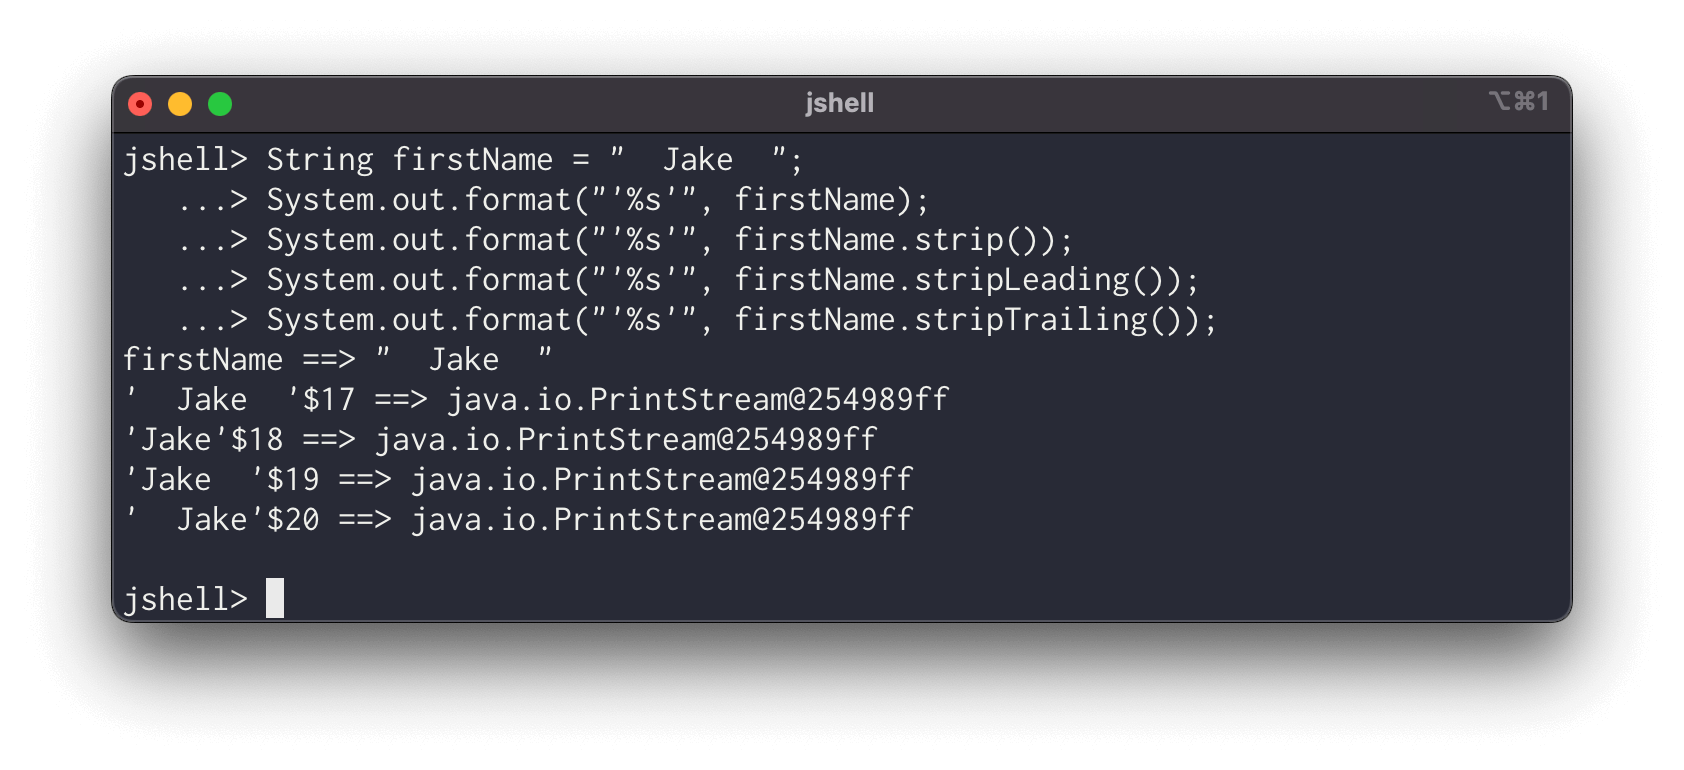 jshell
⌥⌘1
jshell> String firstName = "  Jake  ";
   ...> System.out.format("'%s'", firstName);
   ...> System.out.format("'%s'", firstName.strip());
   ...> System.out.format("'%s'", firstName.stripLeading());
   ...> System.out.format("'%s'", firstName.stripTrailing());
firstName ==> "  Jake  "
'  Jake  '$17 ==> java.io.PrintStream@254989ff
'Jake'$18 ==> java.io.PrintStream@254989ff
'Jake  '$19 ==> java.io.PrintStream@254989ff
'  Jake'$20 ==> java.io.PrintStream@254989ff
jshell>